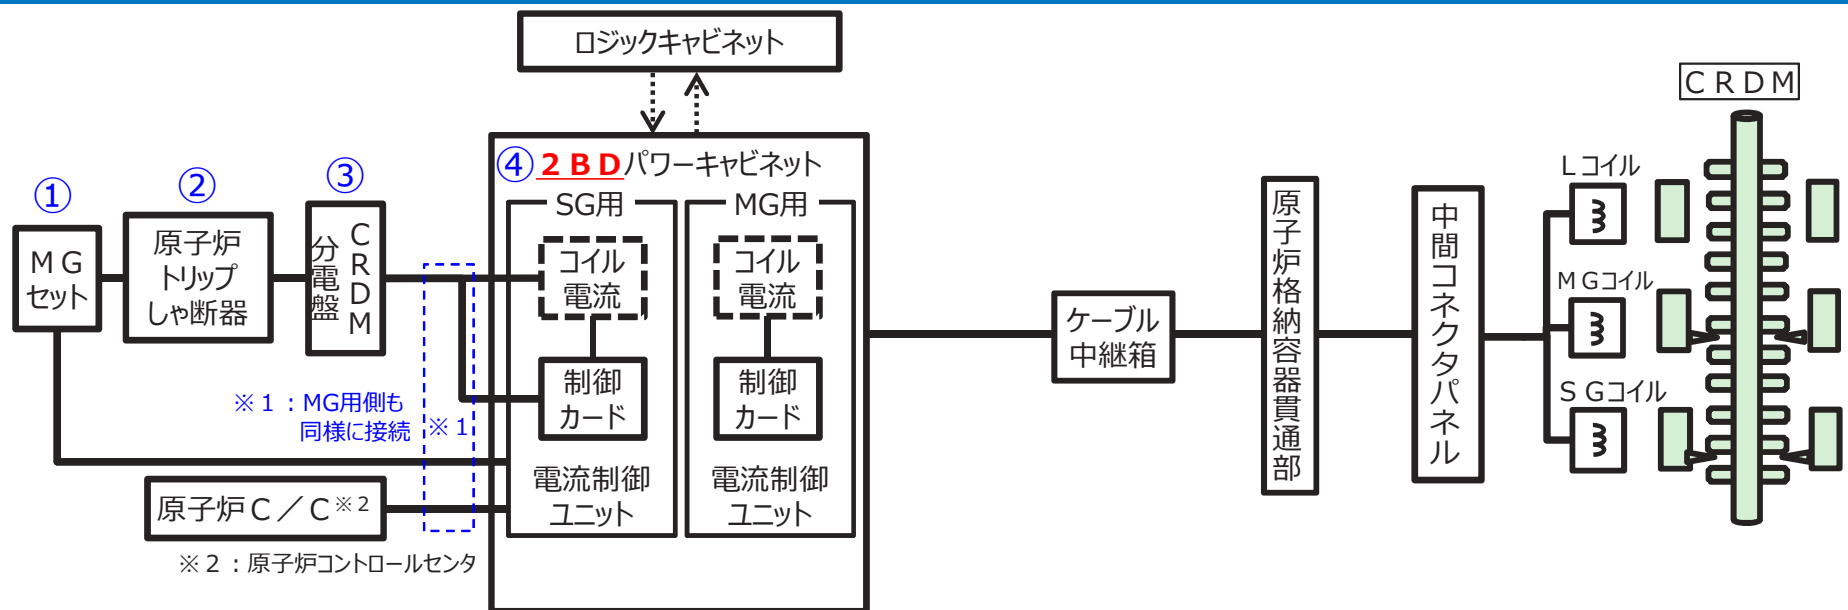 ロジックキャビネット
CRDM
④ 2BDパワーキャビネット
①
②
③
MG
セット
原子炉
トリップ
しゃ断器
CRDM
分電盤
SG用
コイル
電流
制御
カード
電流制御
ユニット
MG用
コイル
電流
制御
カード
電流制御
ユニット
※1：MG用側も
同様に接続
※1
原子炉C／C※2
※2：原子炉コントロールセンタ
ケーブル
中継箱
原子炉格納容器貫通部
中間コネクタパネル
Lコイル
MGコイル
SGコイル